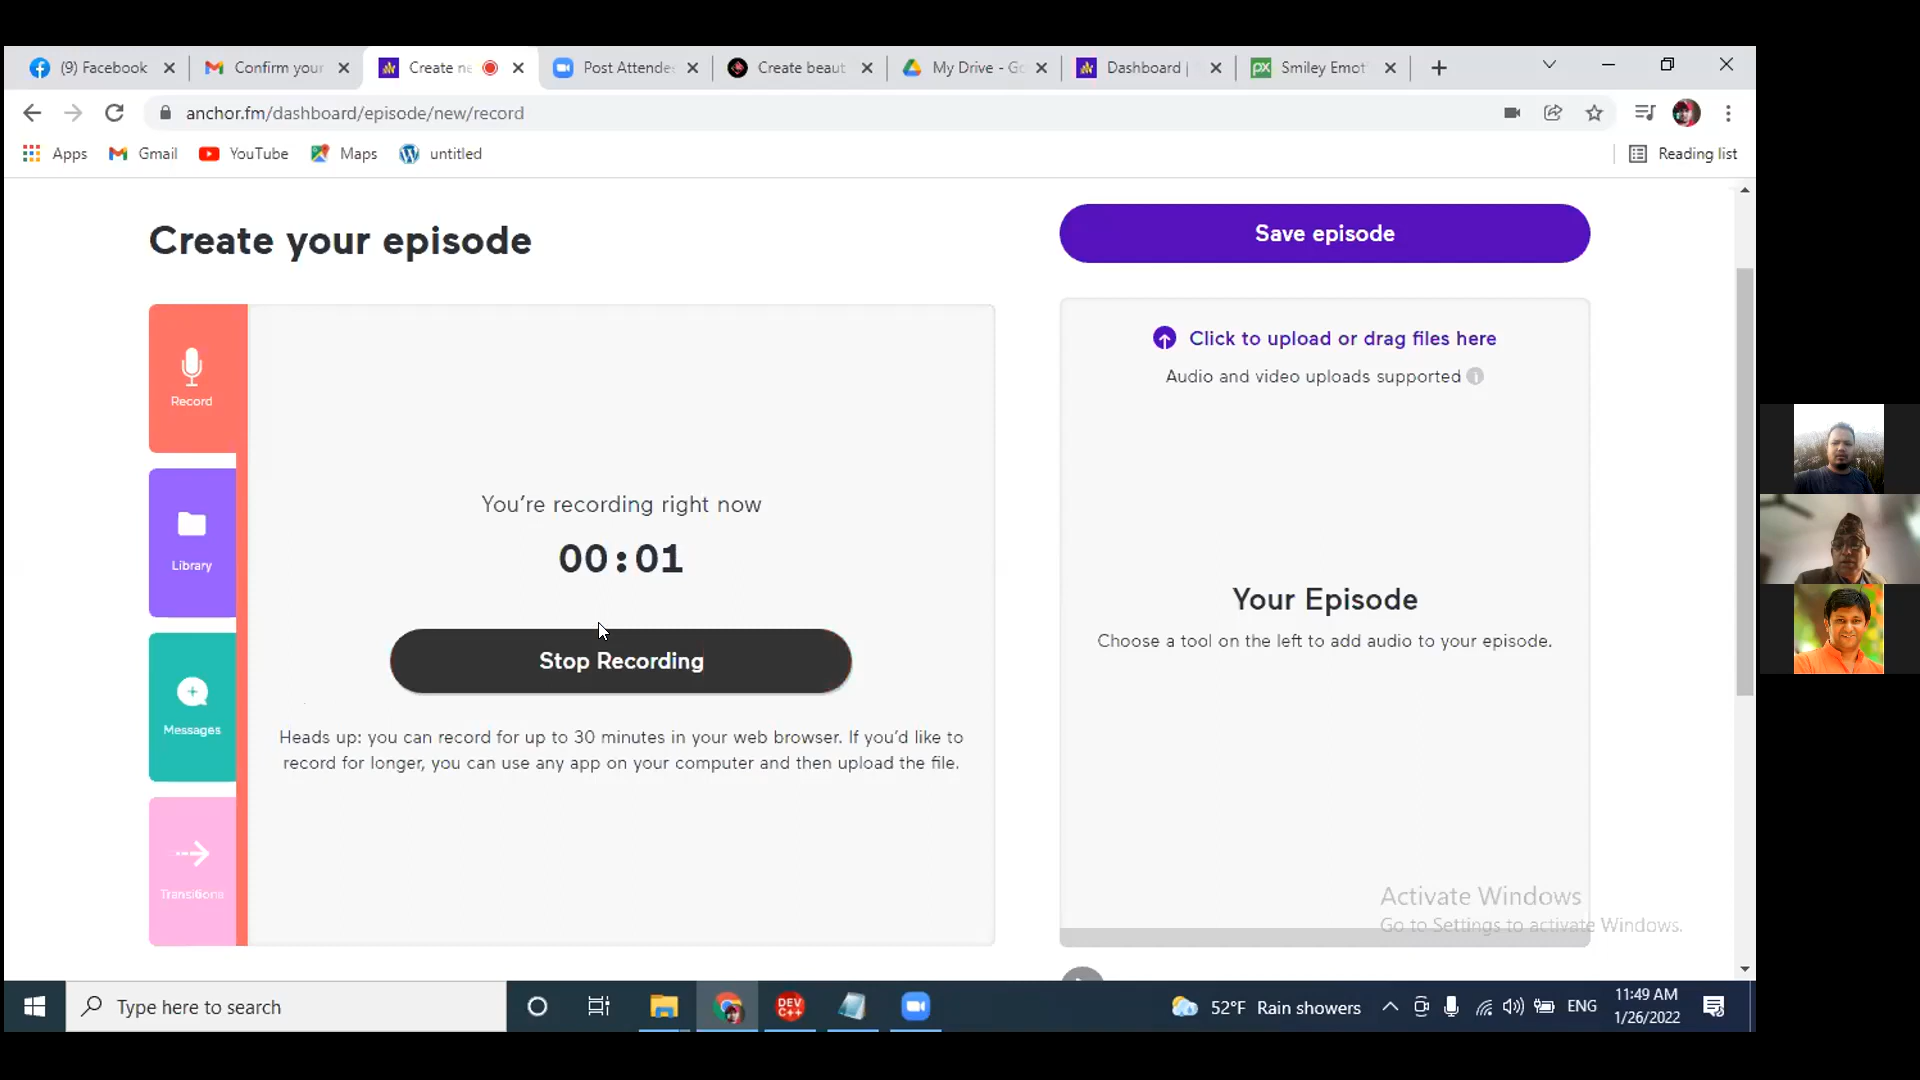 (9) Facebook
Confirm your
Create ne
Post Attende
Create beaut
My Drive - Go
Dashboard |
Smiley Emot
anchor.fm/dashboard/episode/new/record
Apps
Gmail
YouTube
Maps
untitled
Reading list
Create your episode
Save episode
Record
Library
Messages
Transitions
You're recording right now
00:01
Stop Recording
Heads up: you can record for up to 30 minutes in your web browser. If you'd like to
record for longer, you can use any app on your computer and then upload the file.
Click to upload or drag files here
Audio and video uploads supported
Your Episode
Choose a tool on the left to add audio to your episode.
Activate Windows
Go to Settings to activate Windows.
Type here to search
DEV
C++
52°F Rain showers
ENG
11:49 AM
1/26/2022